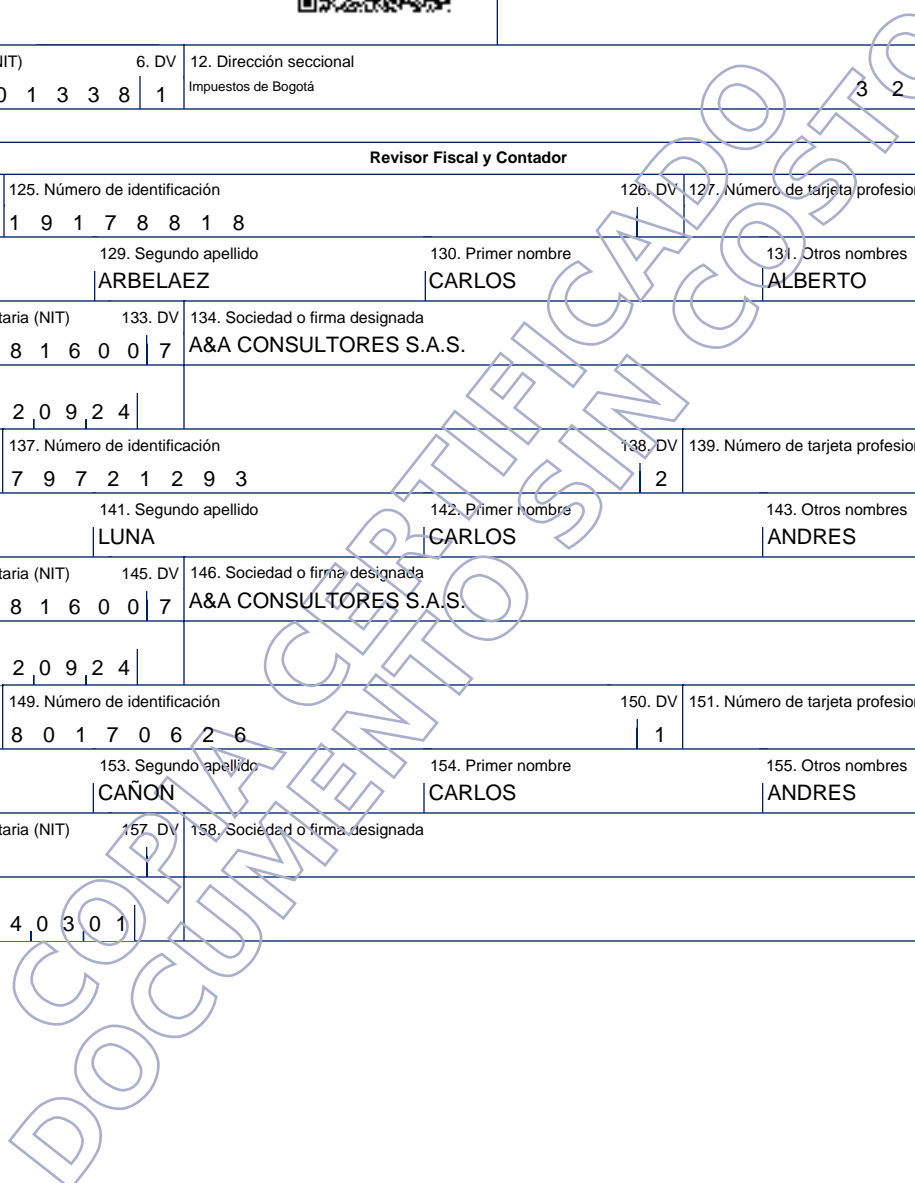 NIT) 6. DV 12. Dirección seccional
0 1 3 3 8 1 Impuestos de Bogotá 3 2
Revisor Fiscal y Contador
125. Número de identificación 126. DV 127. Número de tarjeta profesion
1 9 1 7 8 8 1 8
129. Segundo apellido 130. Primer nombre 131. Otros nombres
ARBELAEZ CARLOS ALBERTO
taria (NIT) 133. DV 134. Sociedad o firma designada
8 1 6 0 0 7 A&A CONSULTORES S.A.S.
2 0 9 2 4
137. Número de identificación 138. DV 139. Número de tarjeta profesion
7 9 7 2 1 2 9 3 2
141. Segundo apellido 142. Primer nombre 143. Otros nombres
LUNA CARLOS ANDRES
taria (NIT) 145. DV 146. Sociedad o firma designada
8 1 6 0 0 7 A&A CONSULTORES S.A.S.
2 0 9 2 4
149. Número de identificación 150. DV 151. Número de tarjeta profesion
8 0 1 7 0 6 2 6 1
153. Segundo apellido 154. Primer nombre 155. Otros nombres
CAÑON CARLOS ANDRES
taria (NIT) 157. DV 158. Sociedad o firma designada
4 0 3 0 1
COPIA CERTIFICADO
DOCUMENTO SIN COSTO